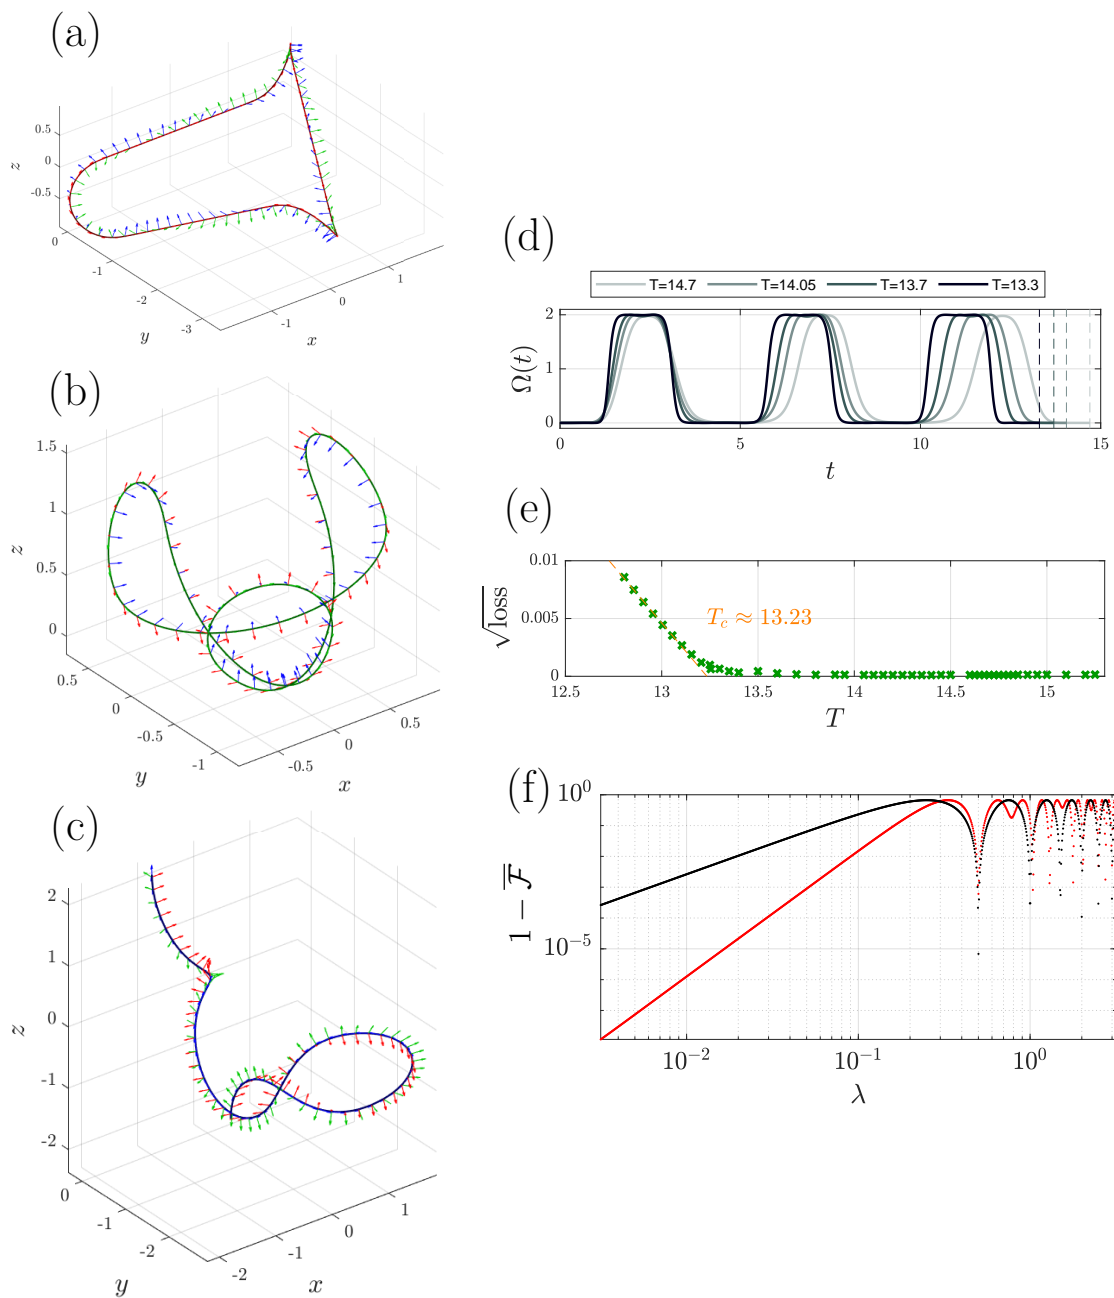 (a)
0.5
0
-0.5
z
0
-1
-2
-3
y
-1
0
1
x
(b)
1.5
1
0.5
0
z
0.5
0
-0.5
-1
y
-0.5
0
0.5
x
(c)
2
1
0
-1
-2
z
0
-1
-2
y
-2
-1
0
1
x
(d)
T=14.7 T=14.05 T=13.7 T=13.3
2
1
0
Ω(t)
0 5 10 15
t
(e)
0.01
0.005
0
√loss
T_c ≈ 13.23
12.5 13 13.5 14 14.5 15
T
(f)
10^0
10^-5
1 − F̅
10^-2 10^-1 10^0
λ